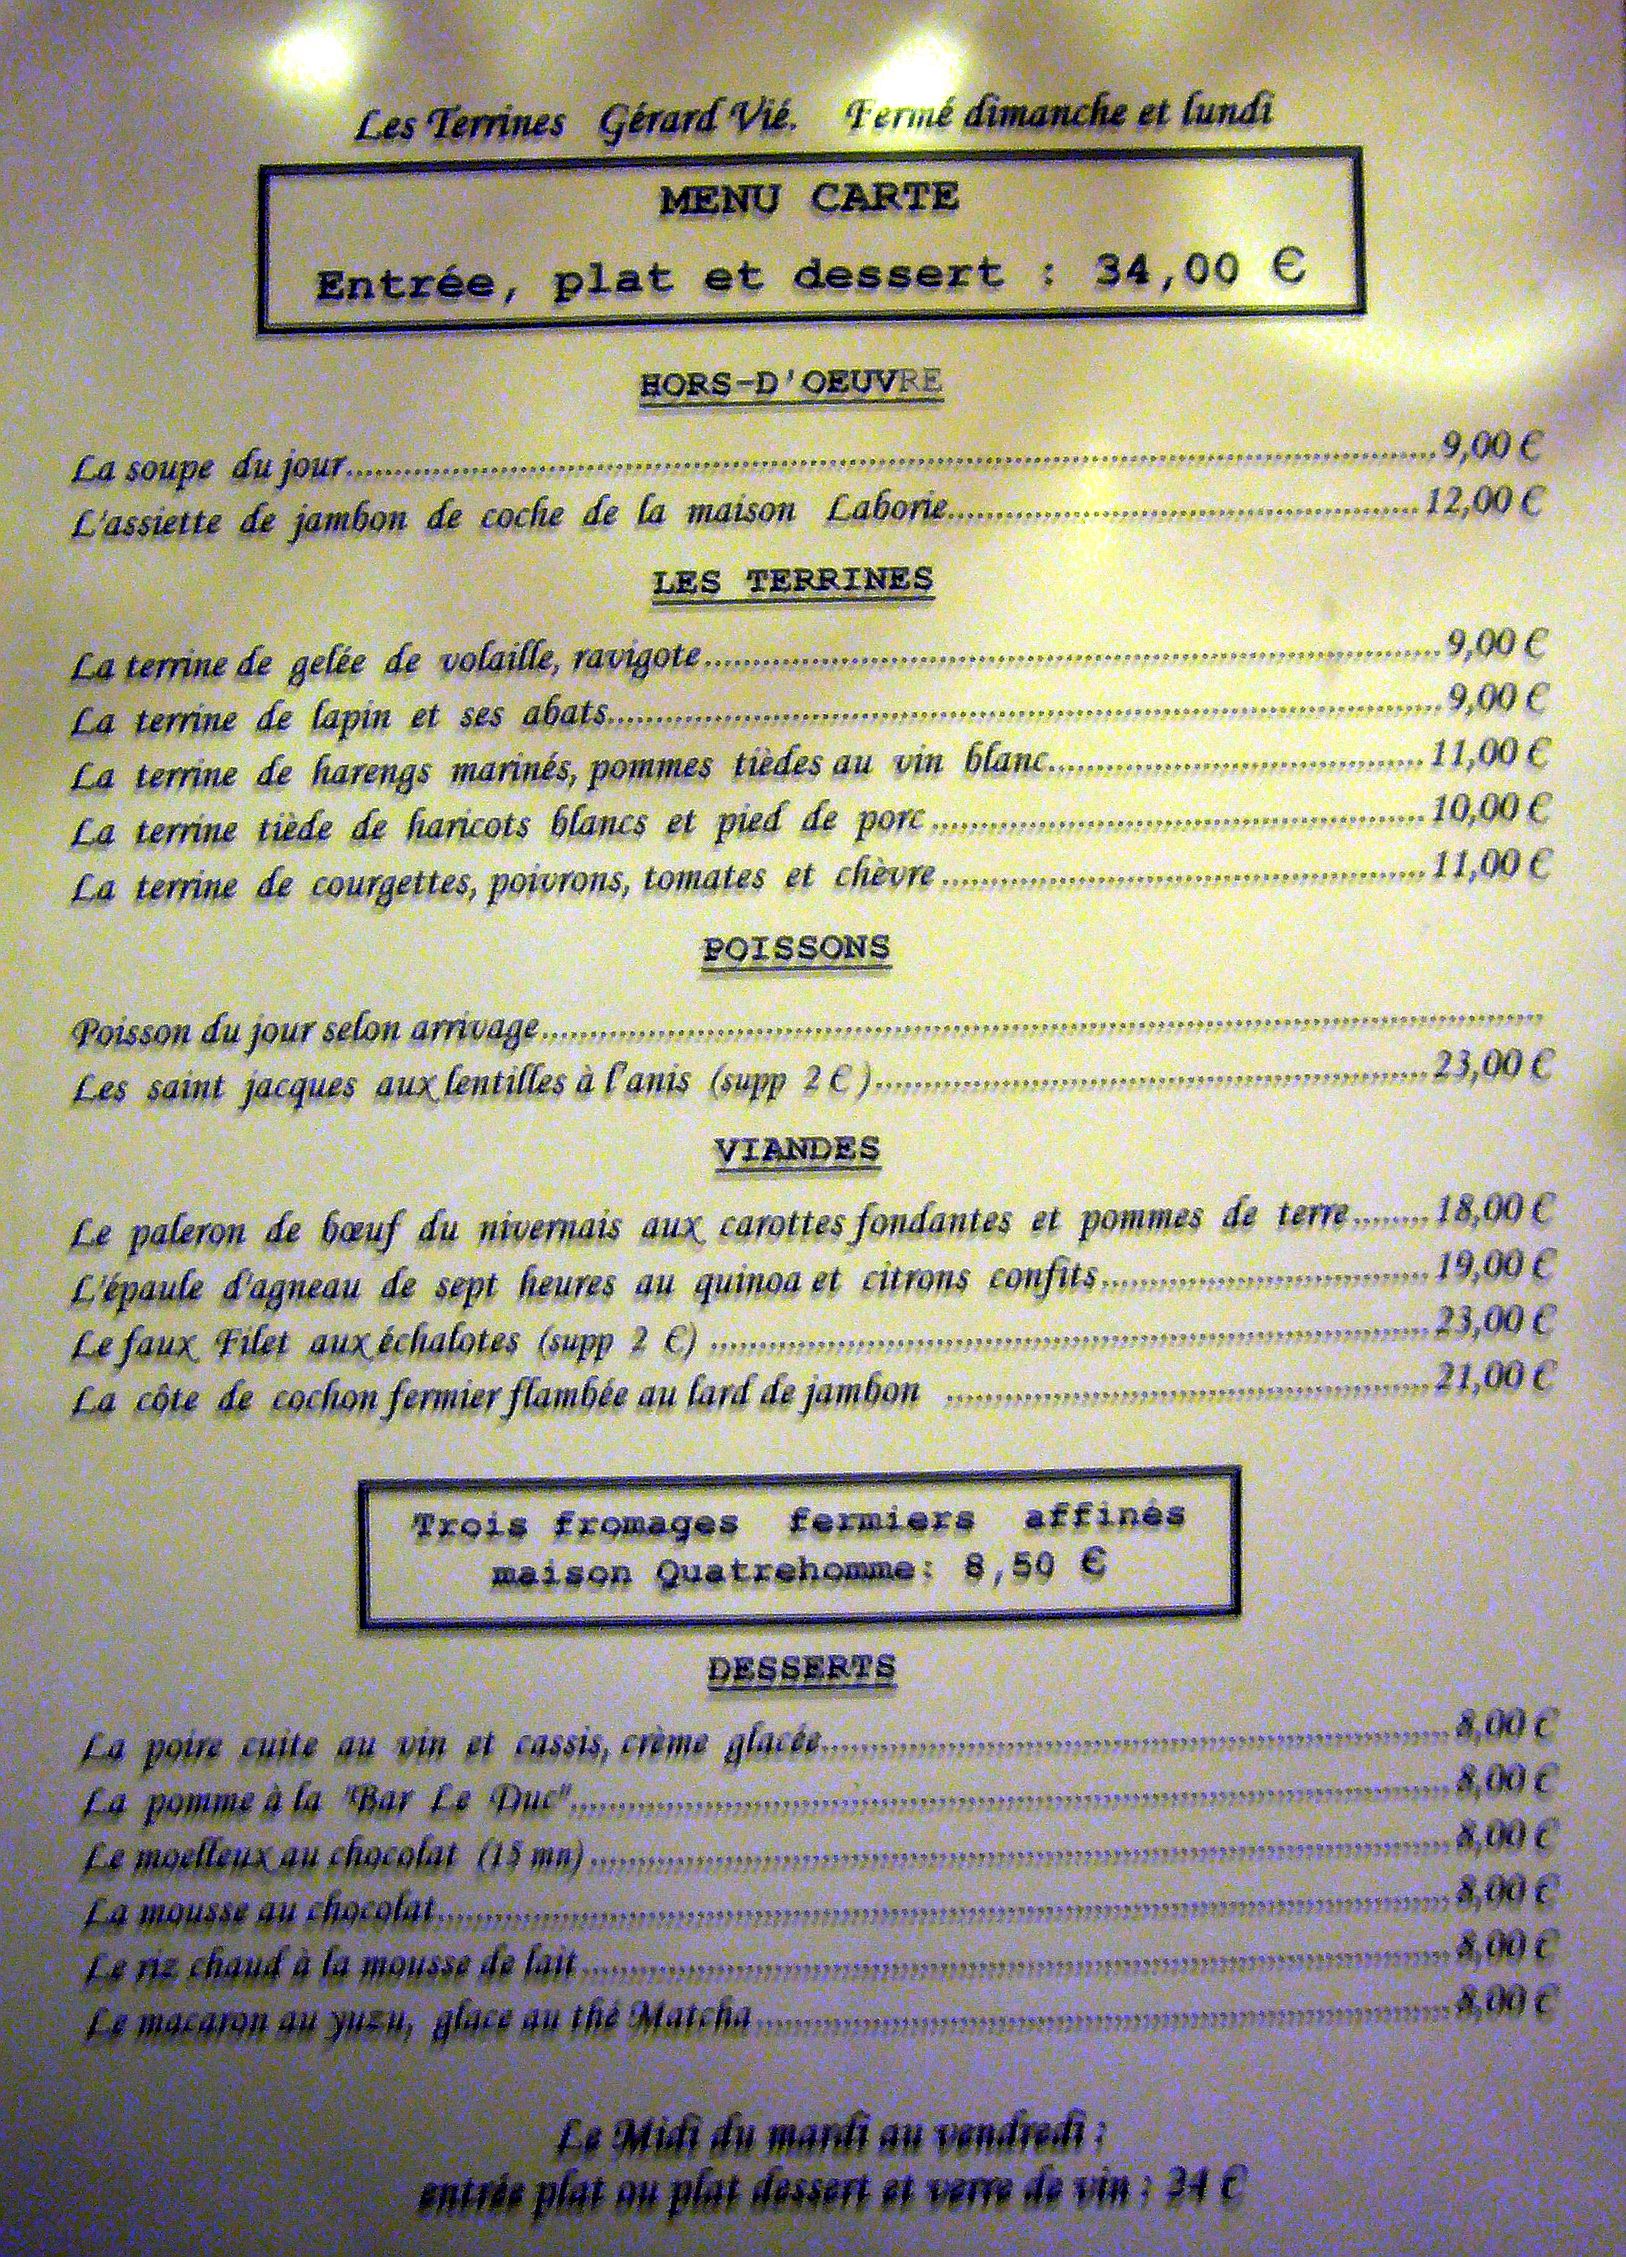 Les Terrines Gérard Vié. Fermé dimanche et lundi
MENU CARTE
Entrée, plat et dessert : 34,00 €
HORS-D'OEUVRE
La soupe du jour 9,00 €
L'assiette de jambon de coche de la maison Laborie 12,00 €
LES TERRINES
La terrine de gelée de volaille, ravigote 9,00 €
La terrine de lapin et ses abats 9,00 €
La terrine de harengs marinés, pommes tièdes au vin blanc 11,00 €
La terrine tiède de haricots blancs et pied de porc 10,00 €
La terrine de courgettes, poivrons, tomates et chèvre 11,00 €
POISSONS
Poisson du jour selon arrivage
Les saint jacques aux lentilles à l'anis (supp 2 € ) 23,00 €
VIANDES
Le paleron de bœuf du nivernais aux carottes fondantes et pommes de terre 18,00 €
L'épaule d'agneau de sept heures au quinoa et citrons confits 19,00 €
Le faux Filet aux échalotes (supp 2 €) 23,00 €
La côte de cochon fermier flambée au lard de jambon 21,00 €
Trois fromages fermiers affinés
maison Quatrehomme: 8,50 €
DESSERTS
La poire cuite au vin et cassis, crème glacée 8,00 €
La pomme à la "Bar Le Duc" 8,00 €
Le moelleux au chocolat (15 mn) 8,00 €
La mousse au chocolat 8,00 €
Le riz chaud à la mousse de lait 8,00 €
Le macaron au yuzu, glace au thé Matcha 8,00 €
Le Midi du mardi au vendredi :
entrée plat ou plat dessert et verre de vin : €